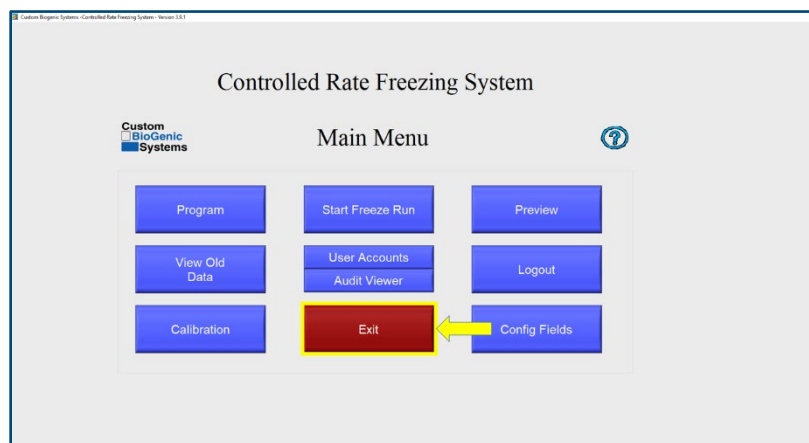 Custom Biogenic Systems -Controlled Rate Freezing System - Version 3.0.1
Controlled Rate Freezing System
Custom
BioGenic
Systems
Main Menu
?
Program
Start Freeze Run
Preview
View Old
Data
User Accounts
Audit Viewer
Logout
Calibration
Exit
Config Fields